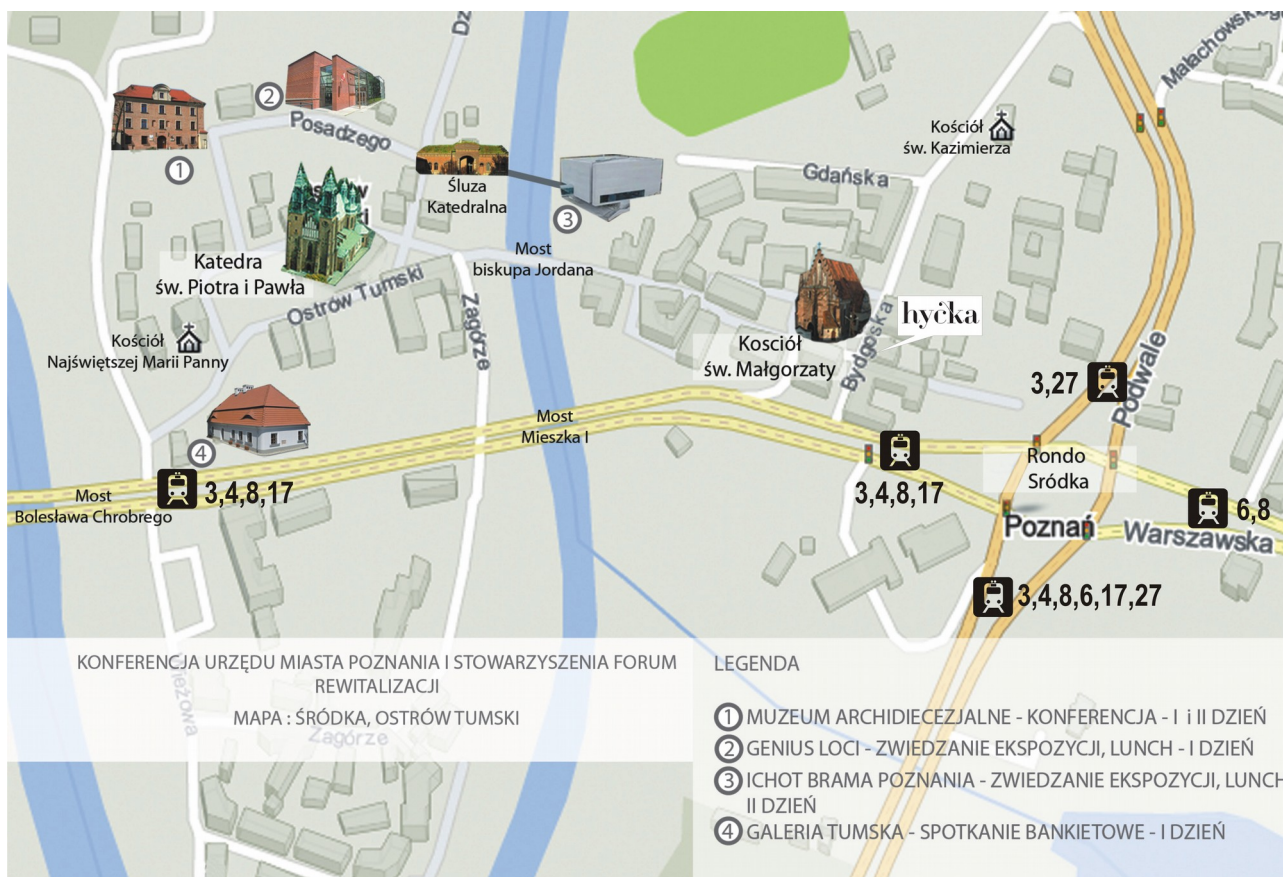 Dz
Małachowskiego
2
Posadzego
1
Kościół
św. Kazimierza
Gdańska
Śluza
Katedralna
3
Most
biskupa Jordana
Katedra
św. Piotra i Pawła
Ostrów Tumski
Zagórze
Kościół
Najświętszej Marii Panny
hyćka
Kosciół
św. Małgorzaty
Bydgoska
3,27
Podwale
Most
Mieszka I
4
3,4,8,17
Most
Bolesława Chrobrego
3,4,8,17
Rondo
Sródka
6,8
Poznań
Warszawska
3,4,8,6,17,27
KONFERENCJA URZĘDU MIASTA POZNANIA I STOWARZYSZENIA FORUM
REWITALIZACJI
MAPA : ŚRÓDKA, OSTRÓW TUMSKI
Zagórze
Wieżowa
LEGENDA
1 MUZEUM ARCHIDIECEZJALNE - KONFERENCJA - I i II DZIEŃ
2 GENIUS LOCI - ZWIEDZANIE EKSPOZYCJI, LUNCH - I DZIEŃ
3 ICHOT BRAMA POZNANIA - ZWIEDZANIE EKSPOZYCJI, LUNCH
II DZIEŃ
4 GALERIA TUMSKA - SPOTKANIE BANKIETOWE - I DZIEŃ